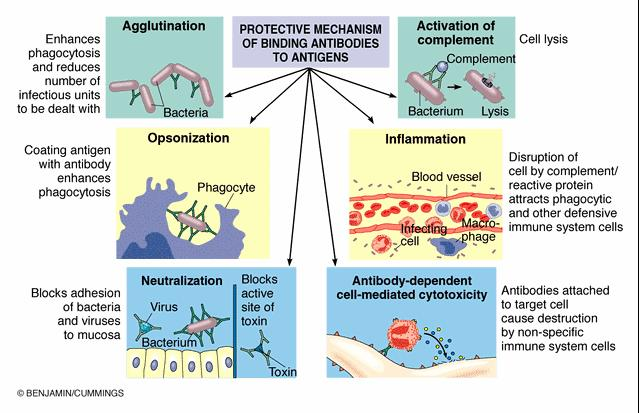 PROTECTIVE MECHANISM
OF BINDING ANTIBODIES
TO ANTIGENS
Agglutination
Enhances
phagocytosis
and reduces
number of
infectious units
to be dealt with
Bacteria
Activation of
complement
Complement
Bacterium
Lysis
Cell lysis
Opsonization
Coating antigen
with antibody
enhances
phagocytosis
Phagocyte
Inflammation
Blood vessel
Infecting
cell
Macro-
phage
Disruption of
cell by complement/
reactive protein
attracts phagocytic
and other defensive
immune system cells
Neutralization
Blocks adhesion
of bacteria
and viruses
to mucosa
Virus
Bacterium
Blocks
active
site of
toxin
Toxin
Antibody-dependent
cell-mediated cytotoxicity
Antibodies attached
to target cell
cause destruction
by non-specific
immune system cells
© BENJAMIN/CUMMINGS